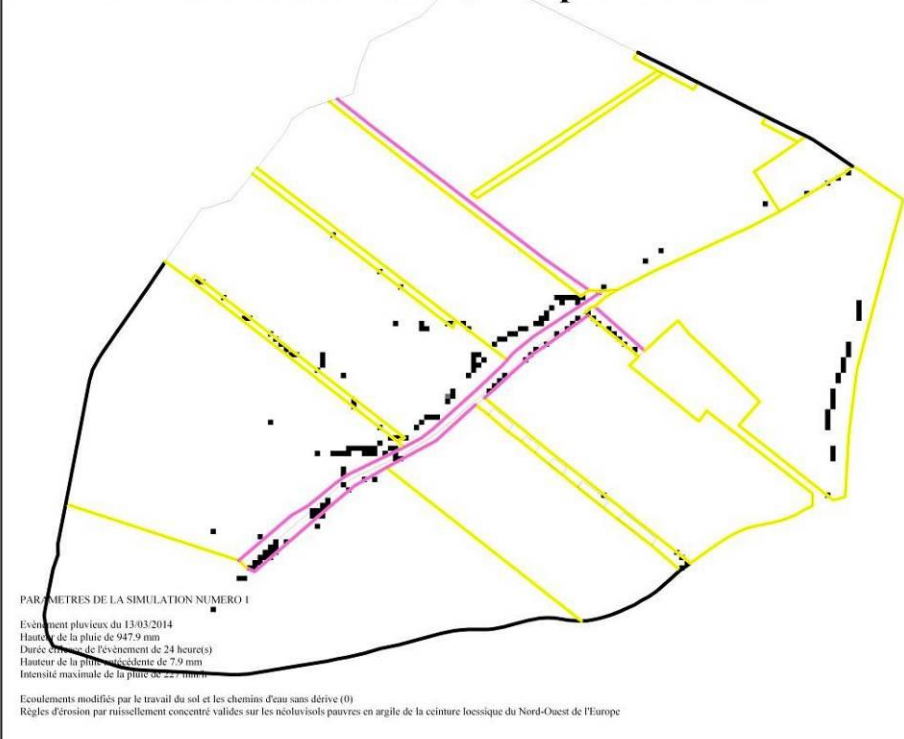 PARAMETRES DE LA SIMULATION NUMERO 1
Evènement pluvieux du 13/03/2014
Hauteur de la pluie de 947.9 mm
Durée de l'événement de 24 heure(s)
Hauteur de la pluie antécédente de 7.9 mm
Intensité maximale de la pluie de 227
Ecoulements modifiés par le travail du sol et les chemins d'eau sans dérive (0)
Règles d'érosion par ruissellement concentré valides sur les néoluvisols pauvres en argile de la ceinture loessique du Nord-Ouest de l'Europe